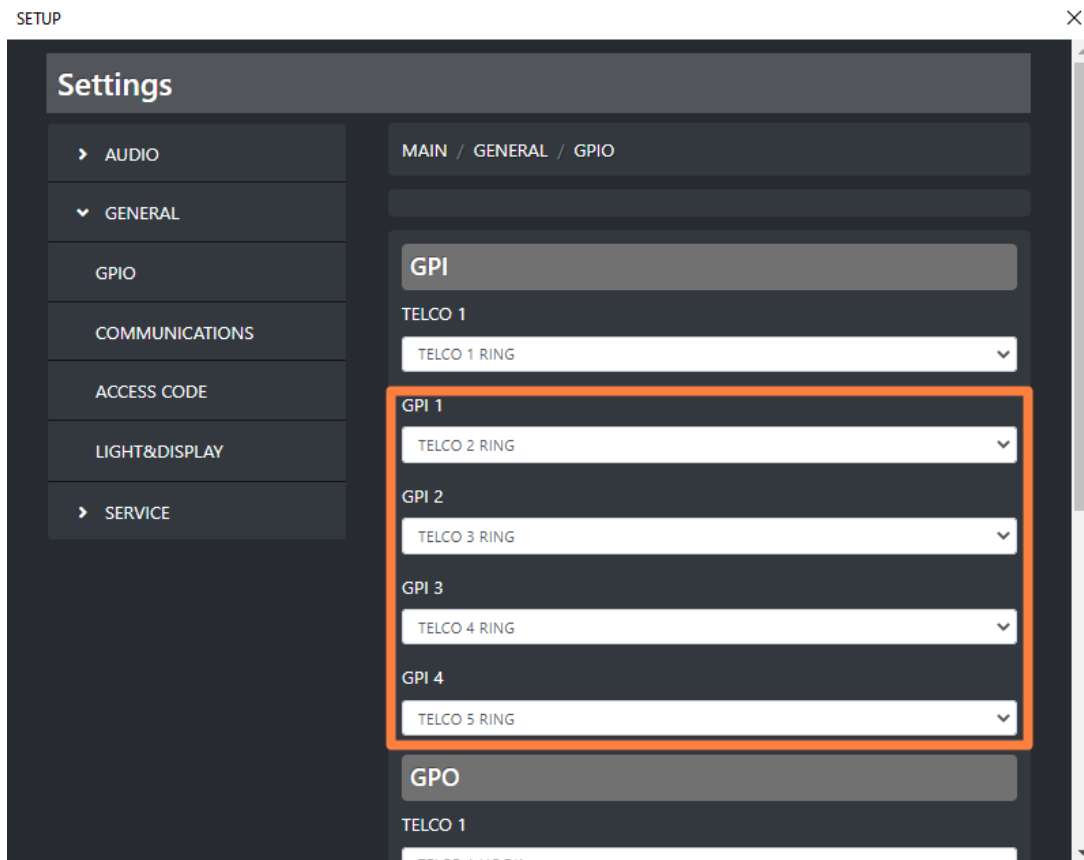 SETUP
Settings
AUDIO
GENERAL
GPIO
COMMUNICATIONS
ACCESS CODE
LIGHT&DISPLAY
SERVICE
MAIN / GENERAL / GPIO
GPI
TELCO 1
TELCO 1 RING
GPI 1
TELCO 2 RING
GPI 2
TELCO 3 RING
GPI 3
TELCO 4 RING
GPI 4
TELCO 5 RING
GPO
TELCO 1